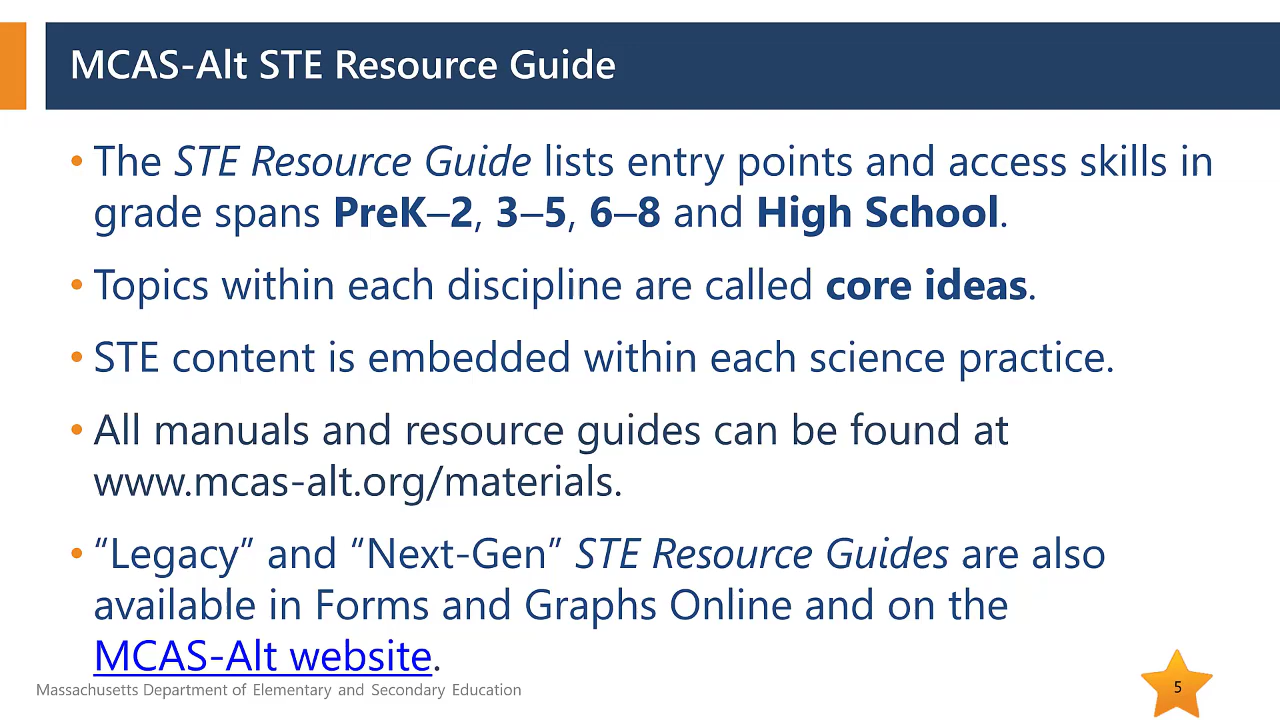 MCAS-Alt STE Resource Guide
• The STE Resource Guide lists entry points and access skills in
grade spans PreK–2, 3–5, 6–8 and High School.
• Topics within each discipline are called core ideas.
• STE content is embedded within each science practice.
• All manuals and resource guides can be found at
www.mcas-alt.org/materials.
• “Legacy” and “Next-Gen” STE Resource Guides are also
available in Forms and Graphs Online and on the
MCAS-Alt website.
Massachusetts Department of Elementary and Secondary Education
5